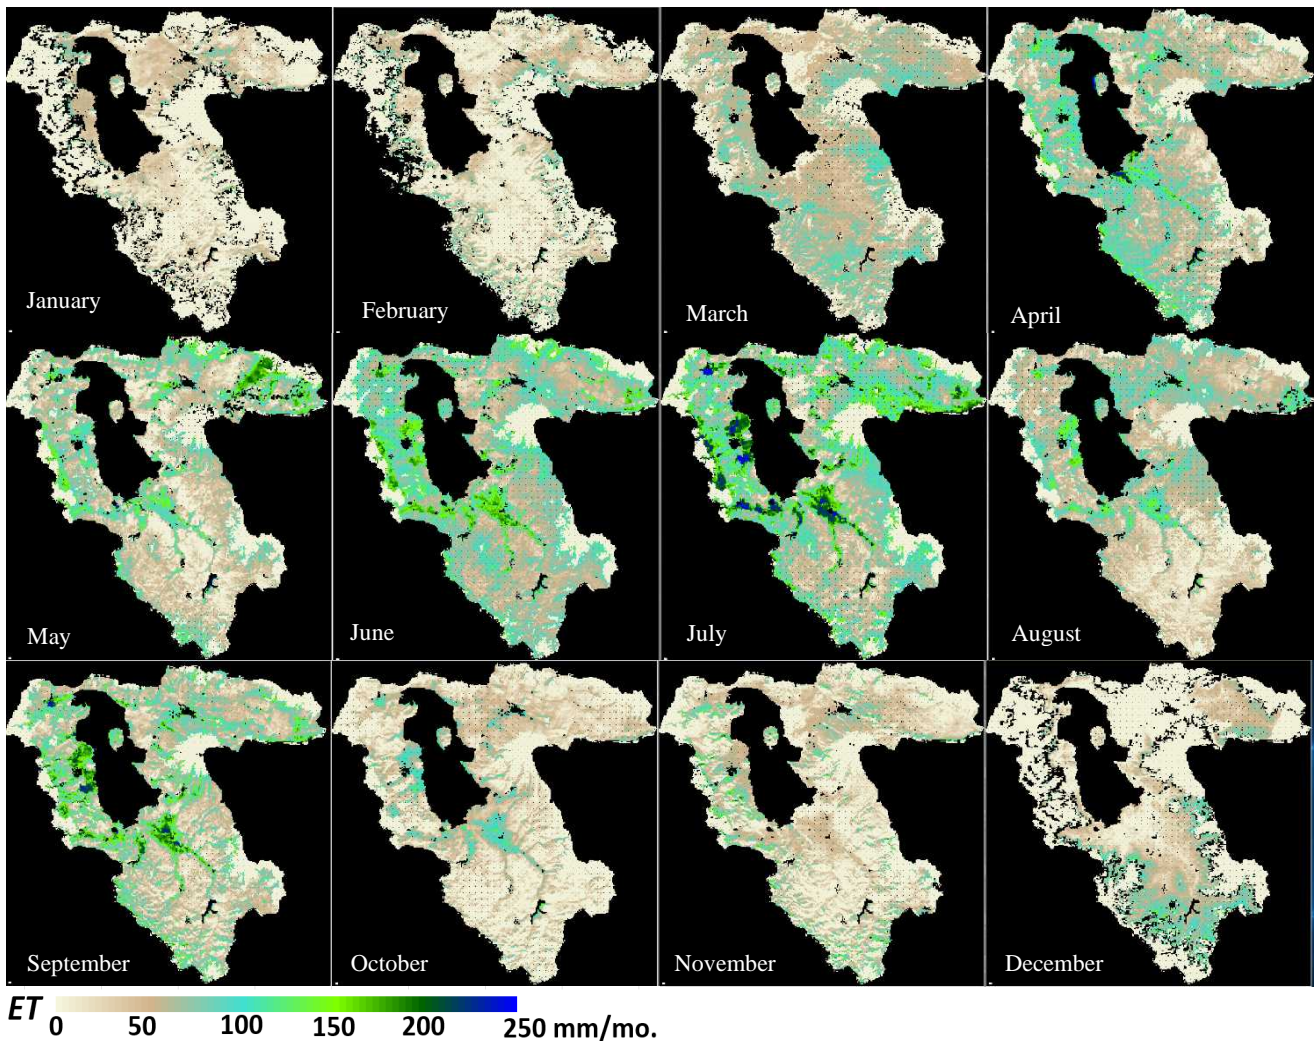 January
February
March
April
May
June
July
August
September
October
November
December
ET 0 50 100 150 200 250 mm/mo.